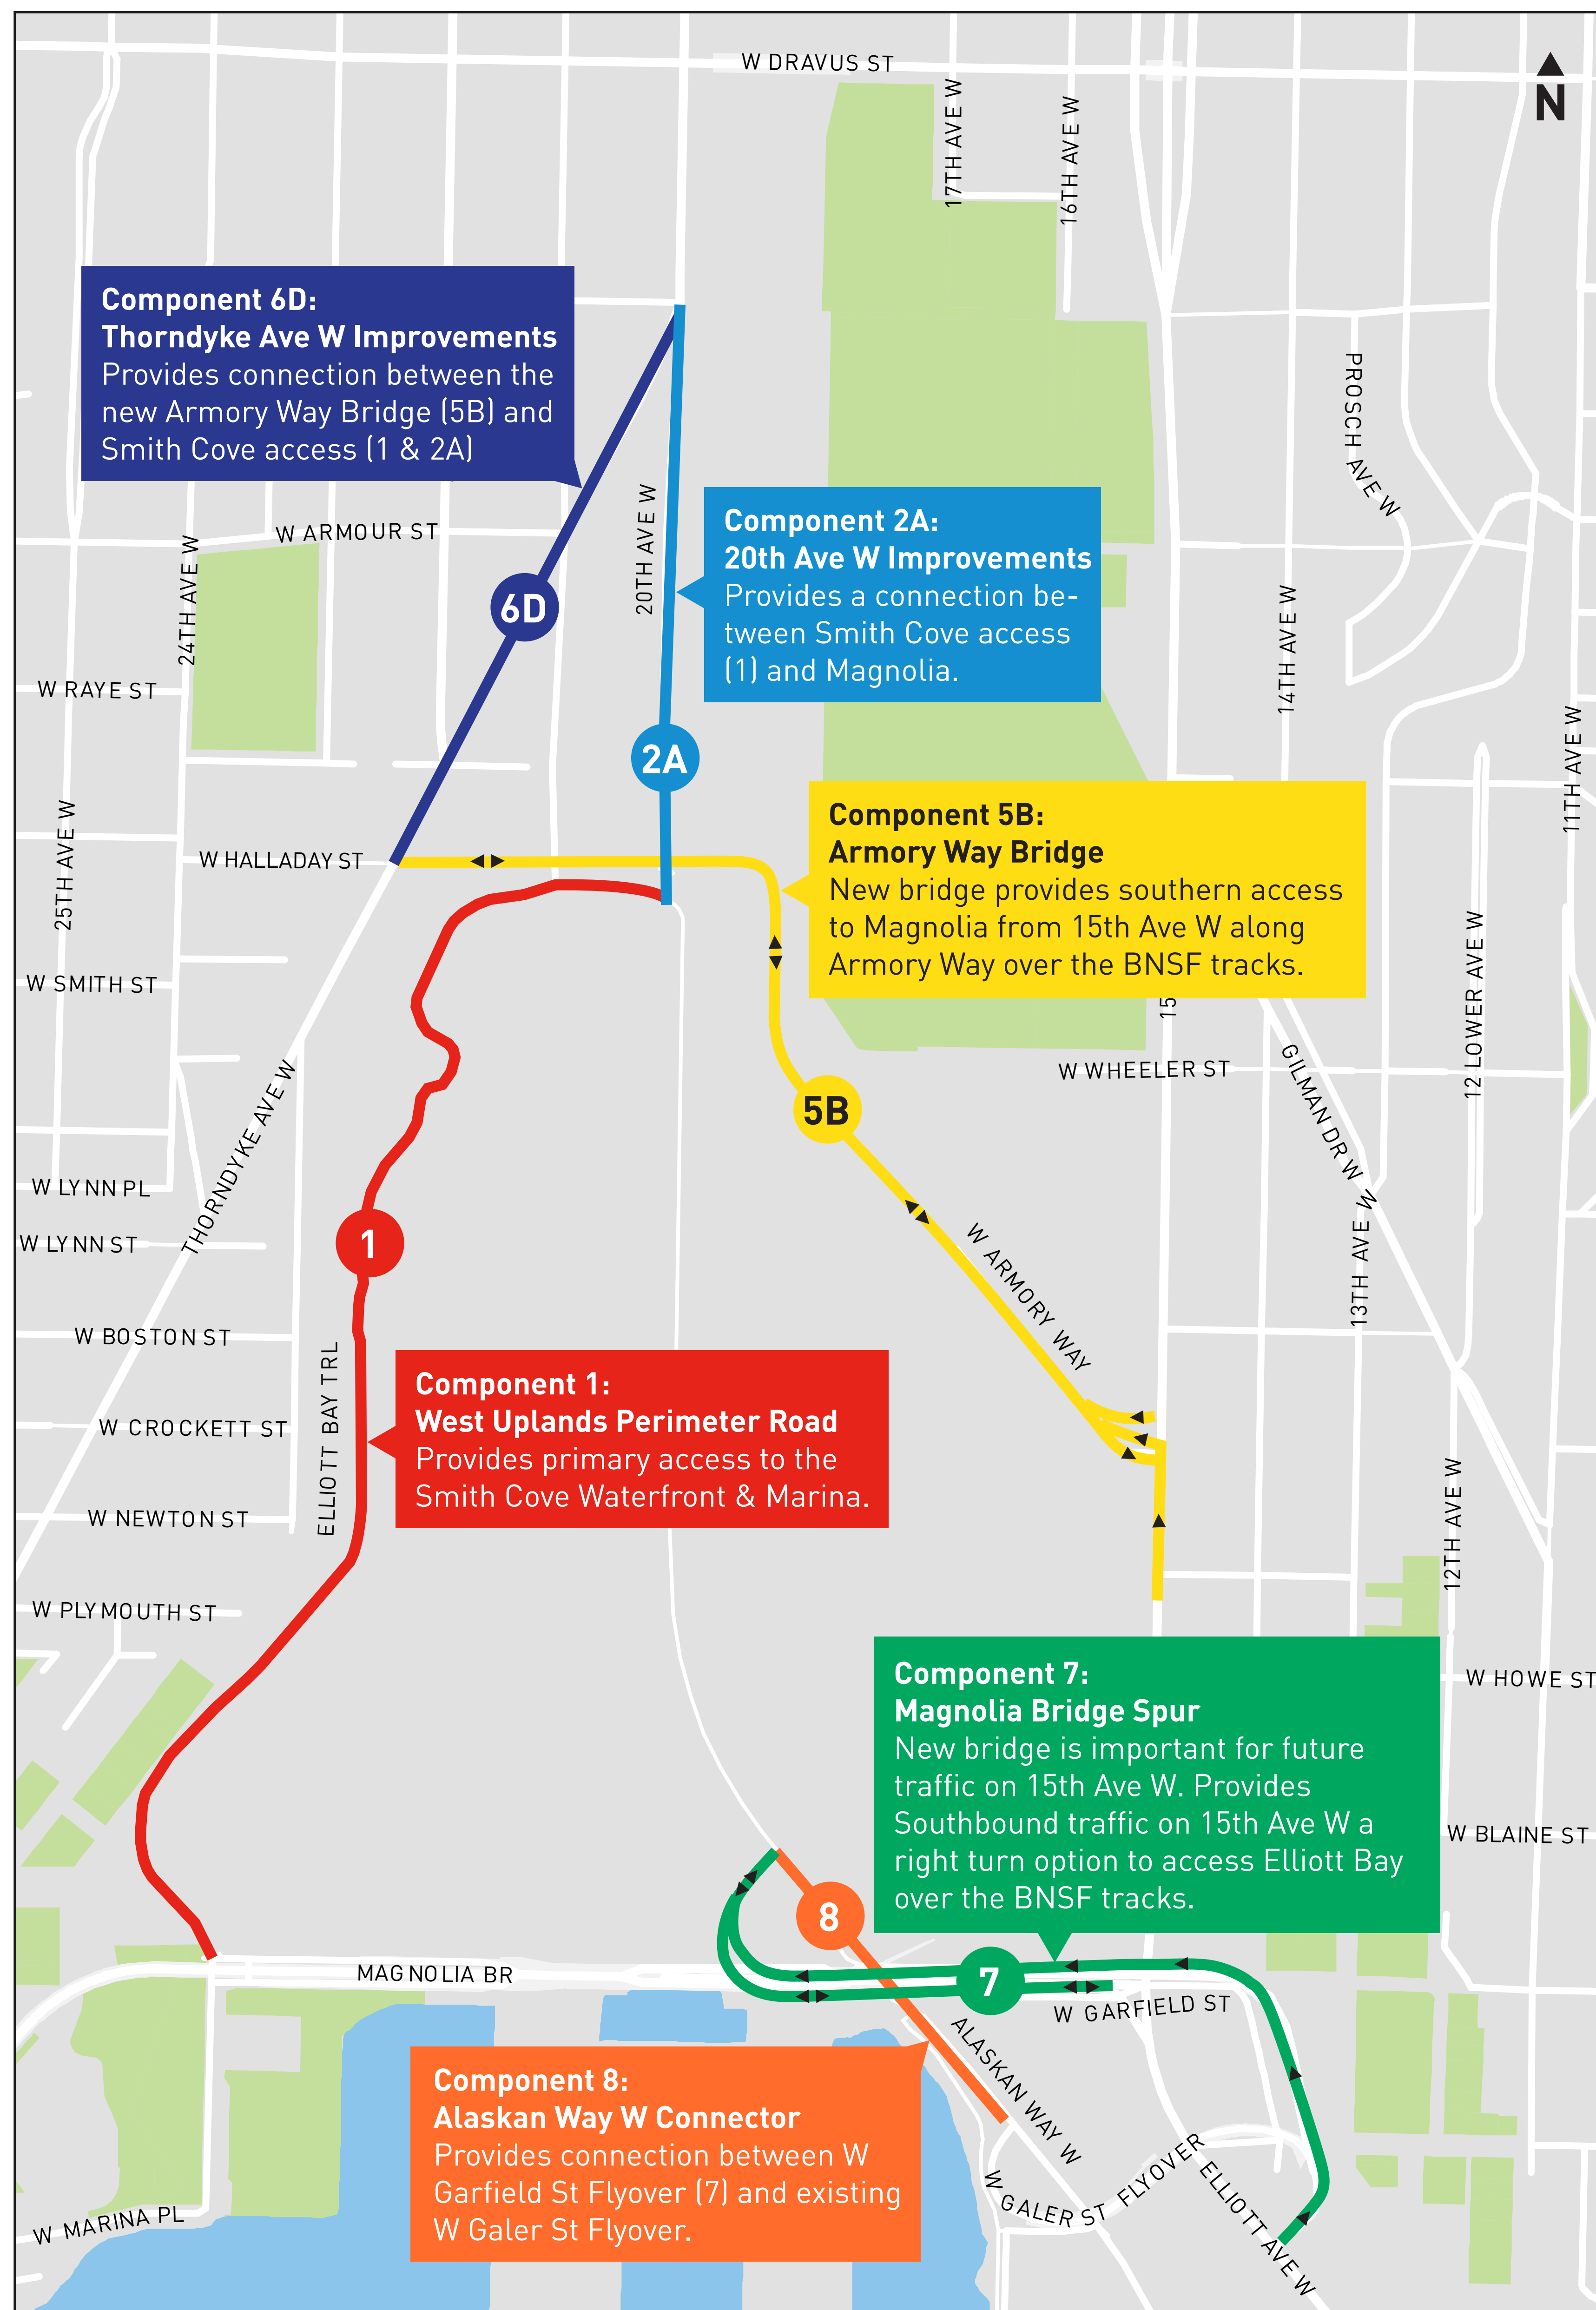 W DRAVUS ST
N
17TH AVE W
16TH AVE W
Component 6D:
Thorndyke Ave W Improvements
Provides connection between the
new Armory Way Bridge (5B) and
Smith Cove access (1 & 2A)
PROSCH AVE W
W ARMOUR ST
24TH AVE W
20TH AVE W
6D
Component 2A:
20th Ave W Improvements
Provides a connection be-
tween Smith Cove access
(1) and Magnolia.
14TH AVE W
W RAYE ST
11TH AVE W
2A
25TH AVE W
W HALLADAY ST
Component 5B:
Armory Way Bridge
New bridge provides southern access
to Magnolia from 15th Ave W along
Armory Way over the BNSF tracks.
W SMITH ST
15
12 LOWER AVE W
W WHEELER ST
GILMAN DR W
5B
THORNDYKE AVE W
W LYNN PL
W LYNN ST
1
W ARMORY WAY
13TH AVE W
W BOSTON ST
ELLIOTT BAY TRL
Component 1:
West Uplands Perimeter Road
Provides primary access to the
Smith Cove Waterfront & Marina.
W CROCKETT ST
W NEWTON ST
12TH AVE W
W PLYMOUTH ST
Component 7:
Magnolia Bridge Spur
New bridge is important for future
traffic on 15th Ave W. Provides
Southbound traffic on 15th Ave W a
right turn option to access Elliott Bay
over the BNSF tracks.
W HOWE ST
W BLAINE ST
8
MAGNOLIA BR
7
W GARFIELD ST
ALASKAN WAY W
Component 8:
Alaskan Way W Connector
Provides connection between W
Garfield St Flyover (7) and existing
W Galer St Flyover.
W GALER ST FLYOVER
ELLIOTT AVE W
W MARINA PL